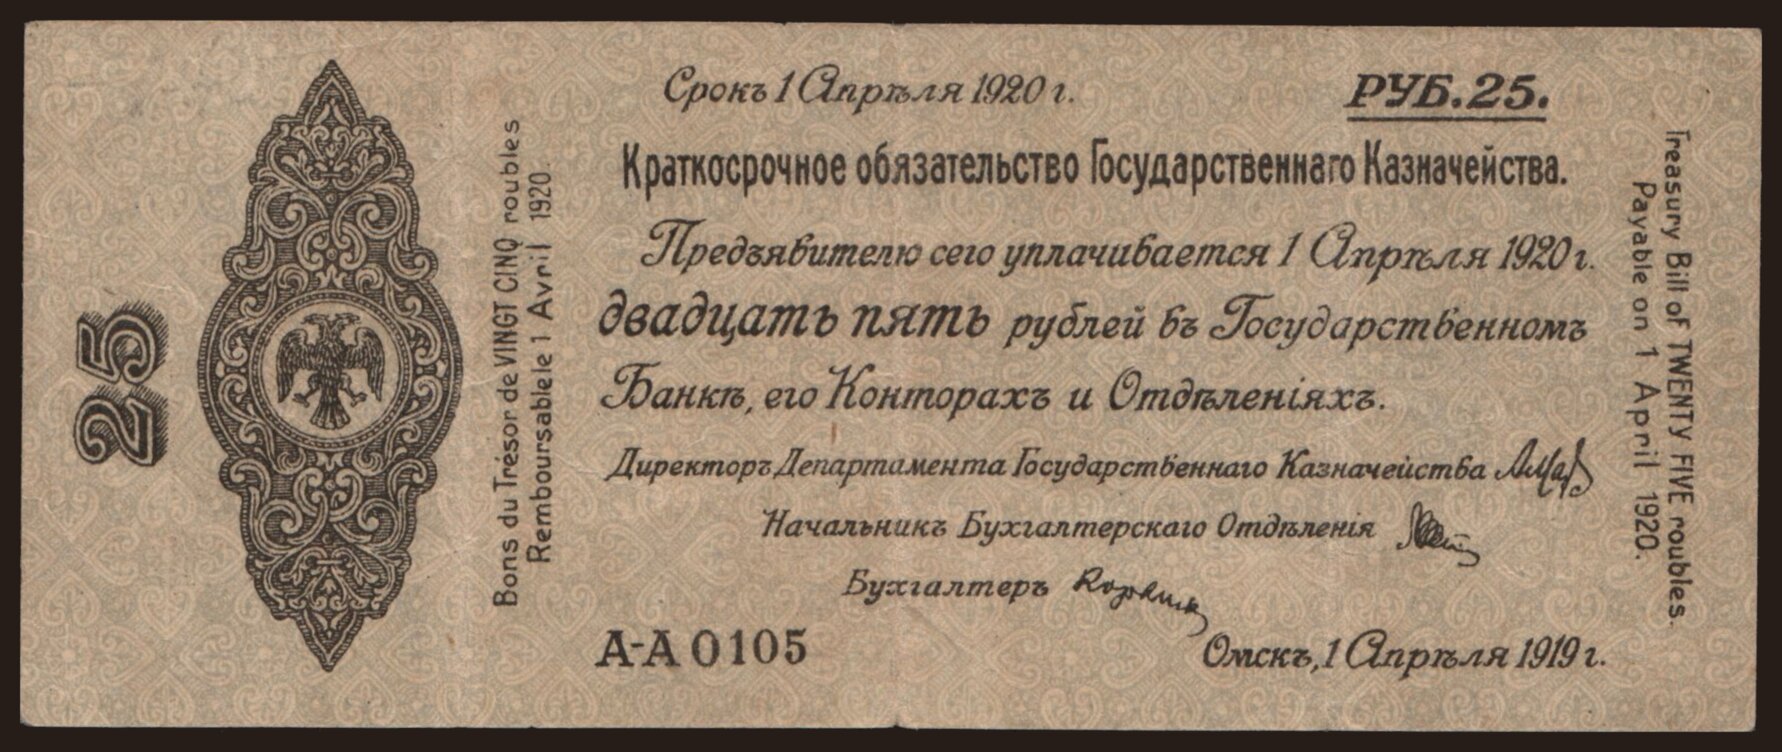 25
Bons du Trésor de VINGT CINQ roubles
Remboursablele 1 Avril 1920.
Срокъ 1 Апрѣля 1920 г.
РУБ. 25.
Краткосрочное обязательство Государственнаго Казначейства.
Предъявителю сего уплачивается 1 Апрѣля 1920 г.
двадцать пять рублей въ Государственномъ
Банкѣ, его Конторахъ и Отдѣленіяхъ.
Директоръ Департамента Государственнаго Казначейства
Начальникъ Бухгалтерскаго Отдѣленія
Бухгалтеръ
А-А 0105
Омскъ, 1 Апрѣля 1919 г.
Treasury Bill of TWENTY FIVE roubles.
Payable on 1 April 1920.